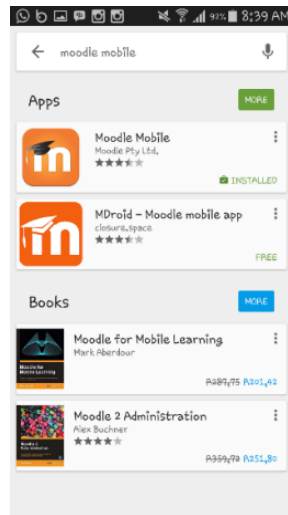 92% 8:39 AM
moodle mobile
Apps
MORE
Moodle Mobile
Moodle Pty Ltd.
INSTALLED
MDroid – Moodle mobile app
closure.space
FREE
Books
MORE
Moodle for Mobile Learning
Mark Aberdour
R287,75 R201,42
Moodle 2 Administration
Alex Buchner
R359,72 R251,80